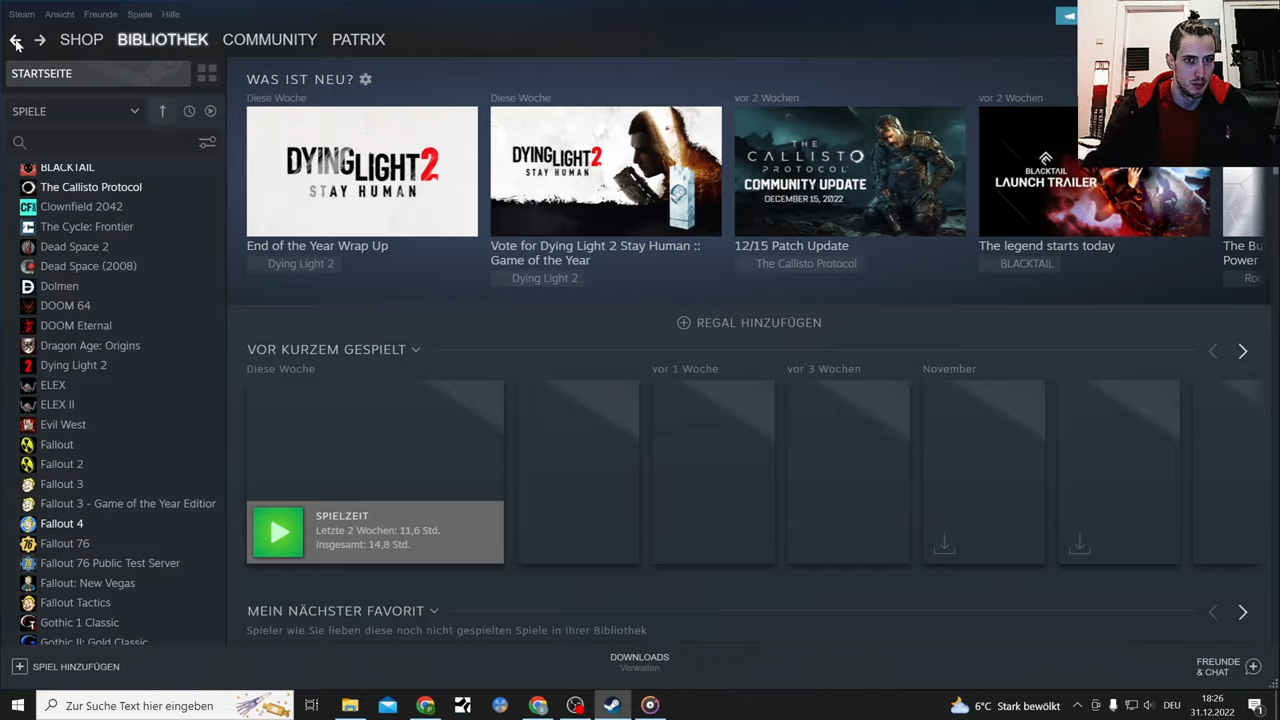 Steam Ansicht Freunde Spiele Hilfe
SHOP BIBLIOTHEK COMMUNITY PATRIX
STARTSEITE
SPIELE
BLACKTAIL
The Callisto Protocol
Clownfield 2042
The Cycle: Frontier
Dead Space 2
Dead Space (2008)
Dolmen
DOOM 64
DOOM Eternal
Dragon Age: Origins
Dying Light 2
ELEX
ELEX II
Evil West
Fallout
Fallout 2
Fallout 3
Fallout 3 - Game of the Year Edition
Fallout 4
Fallout 76
Fallout 76 Public Test Server
Fallout: New Vegas
Fallout Tactics
Gothic 1 Classic
Gothic II: Gold Classic
SPIEL HINZUFÜGEN
WAS IST NEU?
Diese Woche
DYING LIGHT 2
STAY HUMAN
End of the Year Wrap Up
Dying Light 2
Diese Woche
DYING LIGHT 2
STAY HUMAN
Vote for Dying Light 2 Stay Human ::
Game of the Year
Dying Light 2
vor 2 Wochen
THE
CALLISTO
PROTOCOL
COMMUNITY UPDATE
DECEMBER 15, 2022
12/15 Patch Update
The Callisto Protocol
vor 2 Wochen
BLACKTAIL
LAUNCH TRAILER
The legend starts today
BLACKTAIL
The Bu
Power
Roc
REGAL HINZUFÜGEN
VOR KURZEM GESPIELT
Diese Woche
vor 1 Woche
vor 3 Wochen
November
SPIELZEIT
Letzte 2 Wochen: 11,6 Std.
Insgesamt: 14,8 Std.
MEIN NÄCHSTER FAVORIT
Spieler wie Sie lieben diese noch nicht gespielten Spiele in Ihrer Bibliothek
DOWNLOADS
Verwalten
FREUNDE
& CHAT
Zur Suche Text hier eingeben
6°C Stark bewölkt
DEU
18:26
31.12.2022